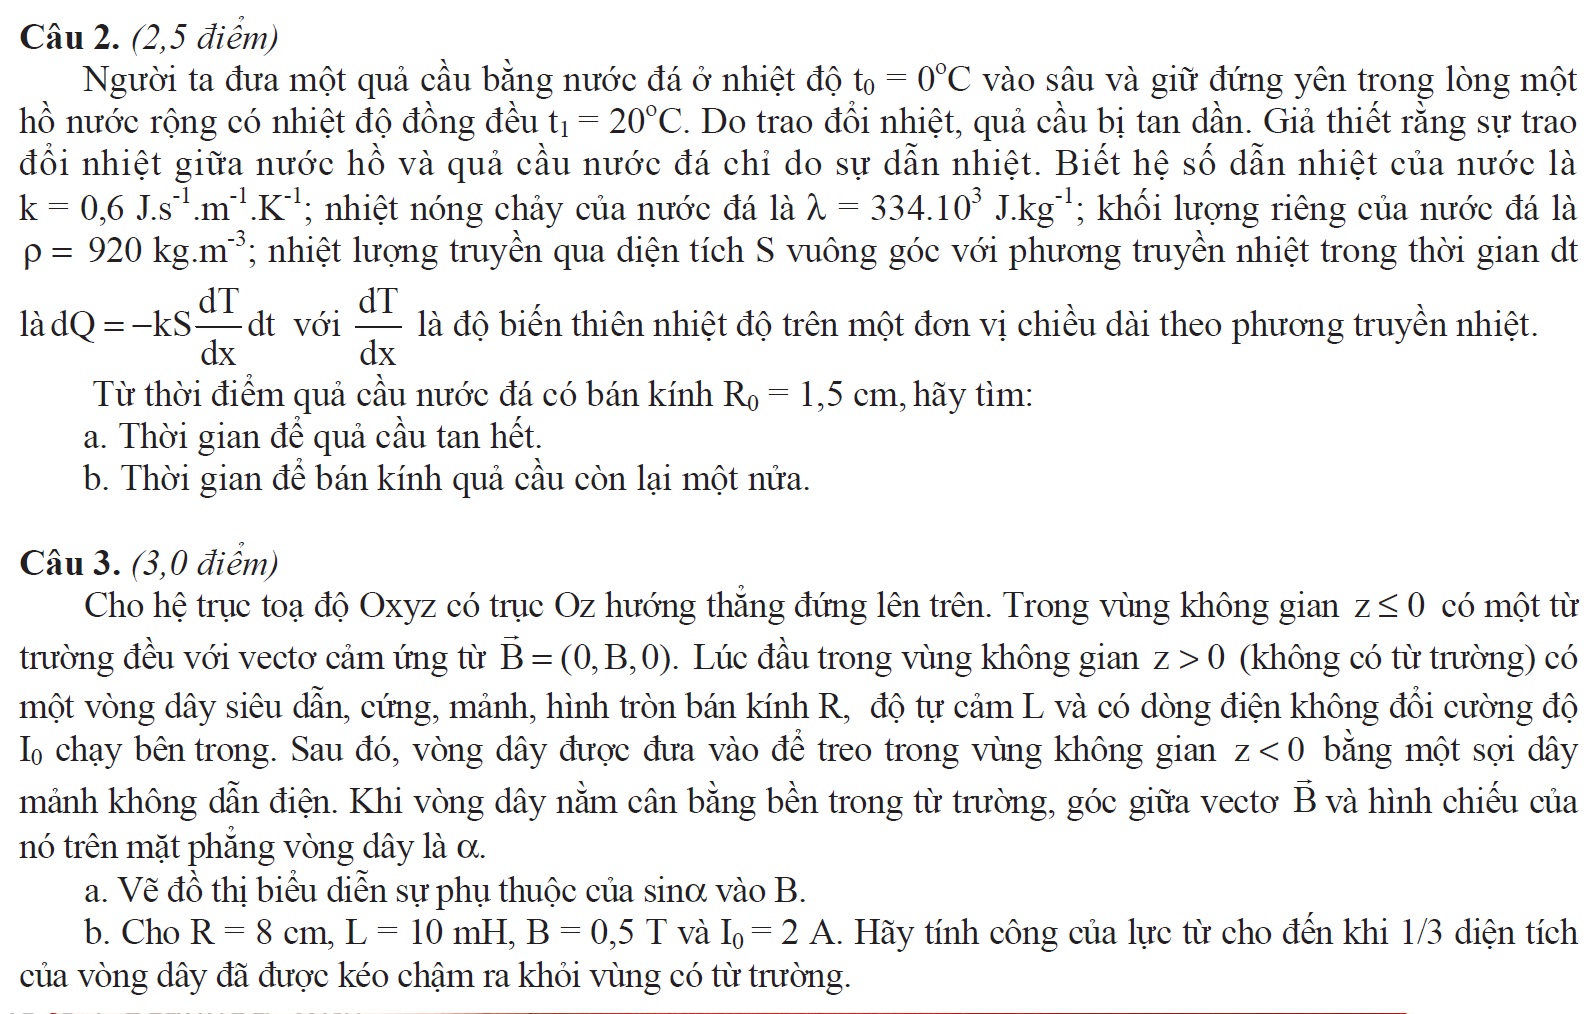 Câu 2. (2,5 điểm)
Người ta đưa một quả cầu bằng nước đá ở nhiệt độ t₀ = 0°C vào sâu và giữ đứng yên trong lòng một
hồ nước rộng có nhiệt độ đồng đều t₁ = 20°C. Do trao đổi nhiệt, quả cầu bị tan dần. Giả thiết rằng sự trao
đổi nhiệt giữa nước hồ và quả cầu nước đá chỉ do sự dẫn nhiệt. Biết hệ số dẫn nhiệt của nước là
k = 0,6 J.s⁻¹.m⁻¹.K⁻¹; nhiệt nóng chảy của nước đá là λ = 334.10³ J.kg⁻¹; khối lượng riêng của nước đá là
ρ = 920 kg.m⁻³; nhiệt lượng truyền qua diện tích S vuông góc với phương truyền nhiệt trong thời gian dt
là dQ = −kS dT/dx dt với dT/dx là độ biến thiên nhiệt độ trên một đơn vị chiều dài theo phương truyền nhiệt.
Từ thời điểm quả cầu nước đá có bán kính R₀ = 1,5 cm, hãy tìm:
a. Thời gian để quả cầu tan hết.
b. Thời gian để bán kính quả cầu còn lại một nửa.
Câu 3. (3,0 điểm)
Cho hệ trục toạ độ Oxyz có trục Oz hướng thẳng đứng lên trên. Trong vùng không gian z ≤ 0 có một từ
trường đều với vectơ cảm ứng từ B⃗ = (0, B, 0). Lúc đầu trong vùng không gian z > 0 (không có từ trường) có
một vòng dây siêu dẫn, cứng, mảnh, hình tròn bán kính R, độ tự cảm L và có dòng điện không đổi cường độ
I₀ chạy bên trong. Sau đó, vòng dây được đưa vào để treo trong vùng không gian z < 0 bằng một sợi dây
mảnh không dẫn điện. Khi vòng dây nằm cân bằng bền trong từ trường, góc giữa vectơ B⃗ và hình chiếu của
nó trên mặt phẳng vòng dây là α.
a. Vẽ đồ thị biểu diễn sự phụ thuộc của sinα vào B.
b. Cho R = 8 cm, L = 10 mH, B = 0,5 T và I₀ = 2 A. Hãy tính công của lực từ cho đến khi 1/3 diện tích
của vòng dây đã được kéo chậm ra khỏi vùng có từ trường.